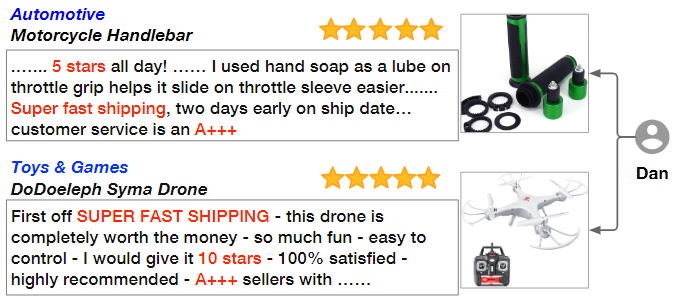 Automotive
Motorcycle Handlebar
....... 5 stars all day! ...... I used hand soap as a lube on
throttle grip helps it slide on throttle sleeve easier.......
Super fast shipping, two days early on ship date...
customer service is an A+++
Dan
Toys & Games
DoDoeleph Syma Drone
First off SUPER FAST SHIPPING - this drone is
completely worth the money - so much fun - easy to
control - I would give it 10 stars - 100% satisfied -
highly recommended - A+++ sellers with ......